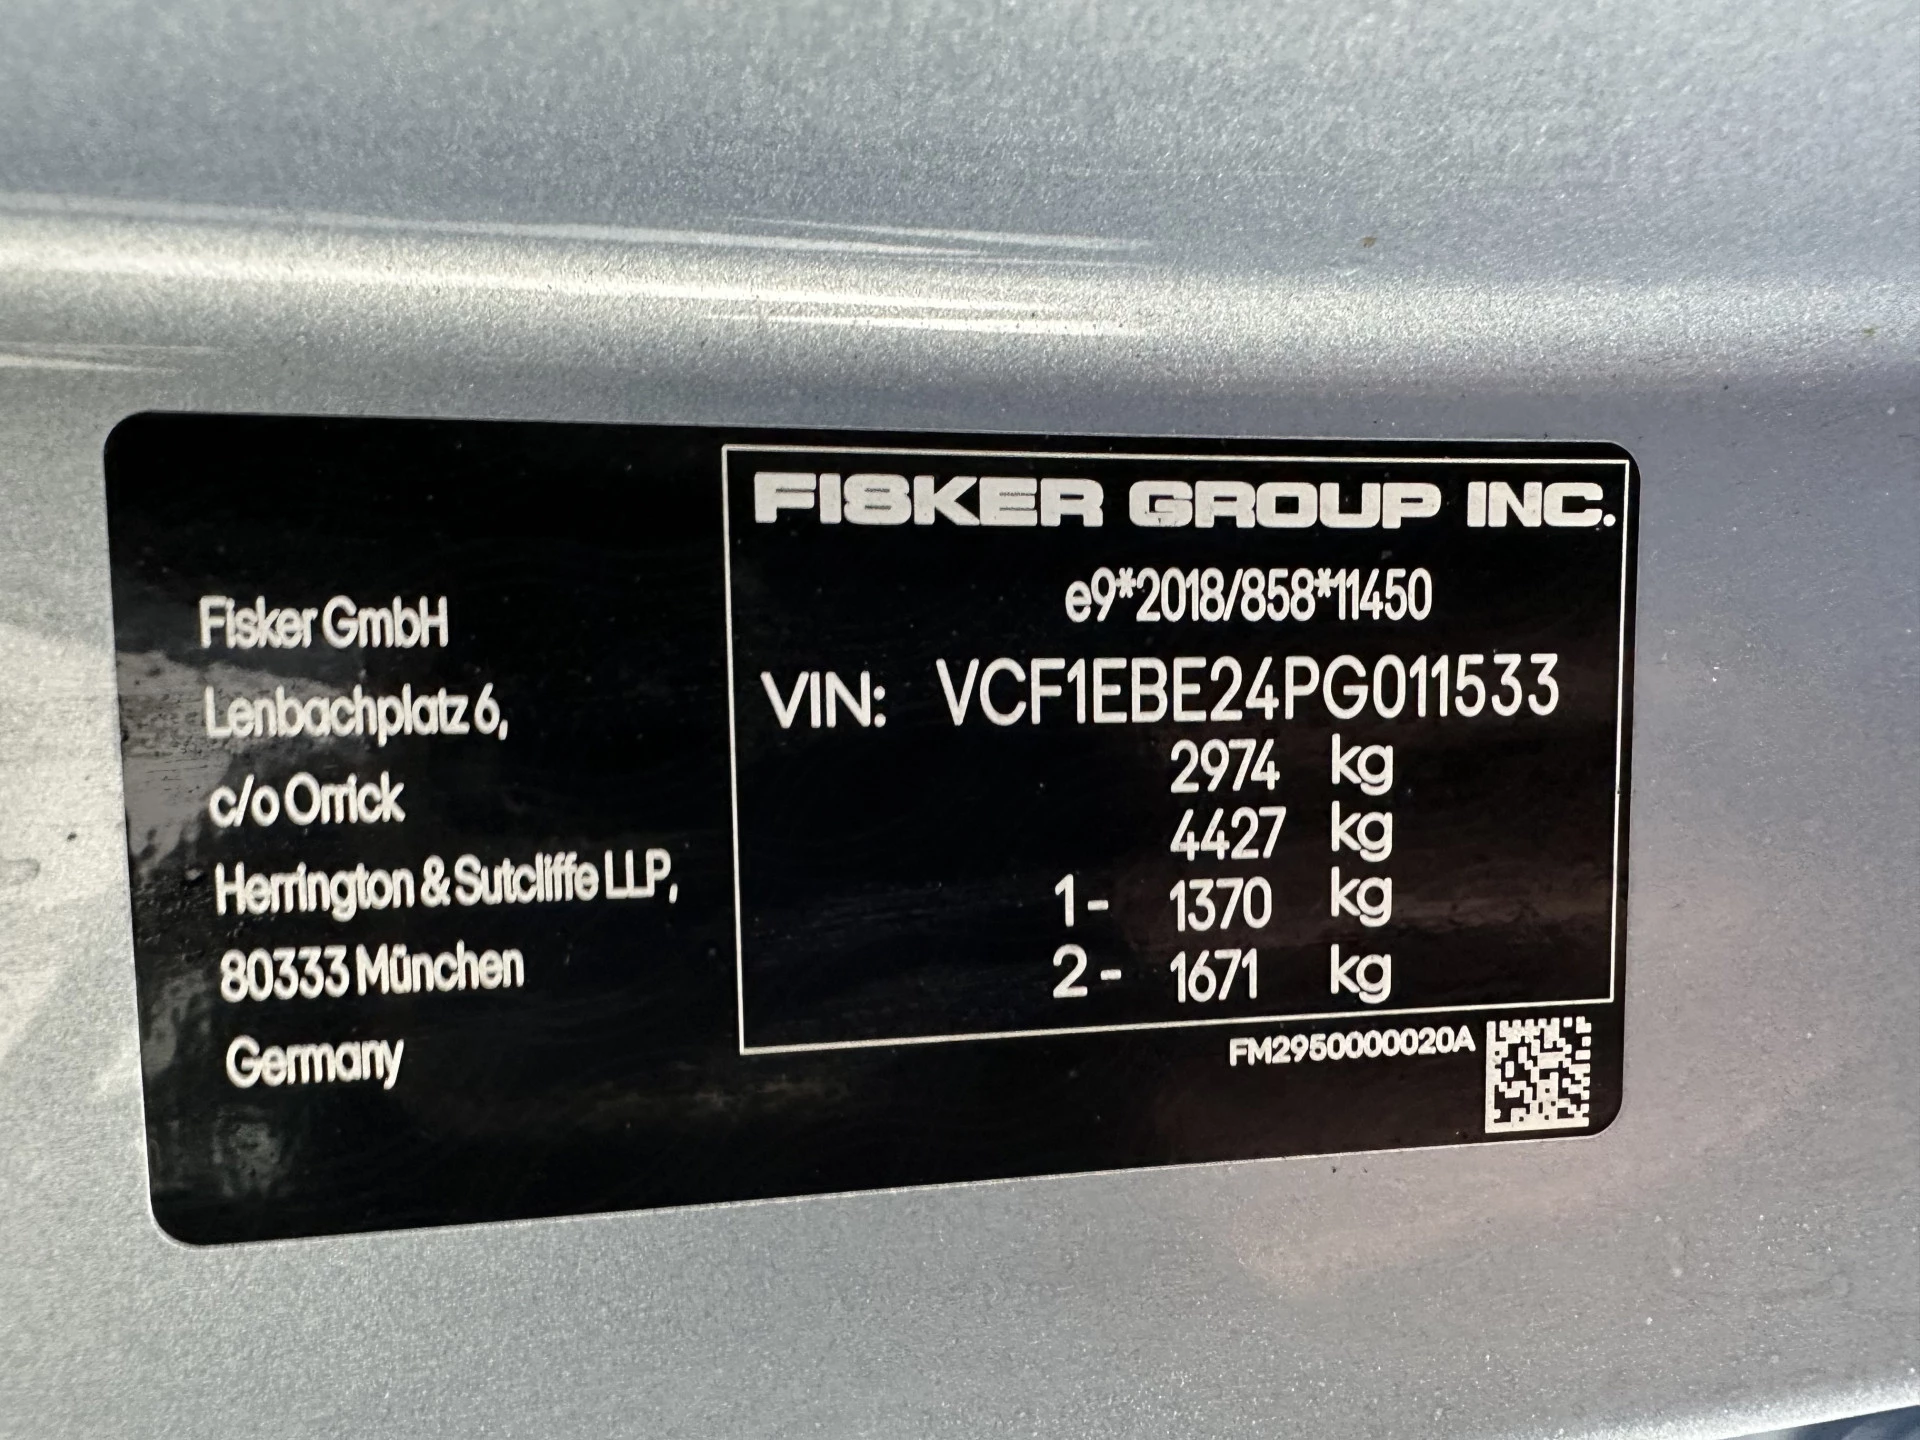 Fisker GmbH
Lenbachplatz 6,
c/o Orrick
Herrington & Sutcliffe LLP,
80333 München
Germany
FISKER GROUP INC.
e9*2018/858*11450
VIN: VCF1EBE24PG011533
2974 kg
4427 kg
1- 1370 kg
2- 1671 kg
FM2950000020A